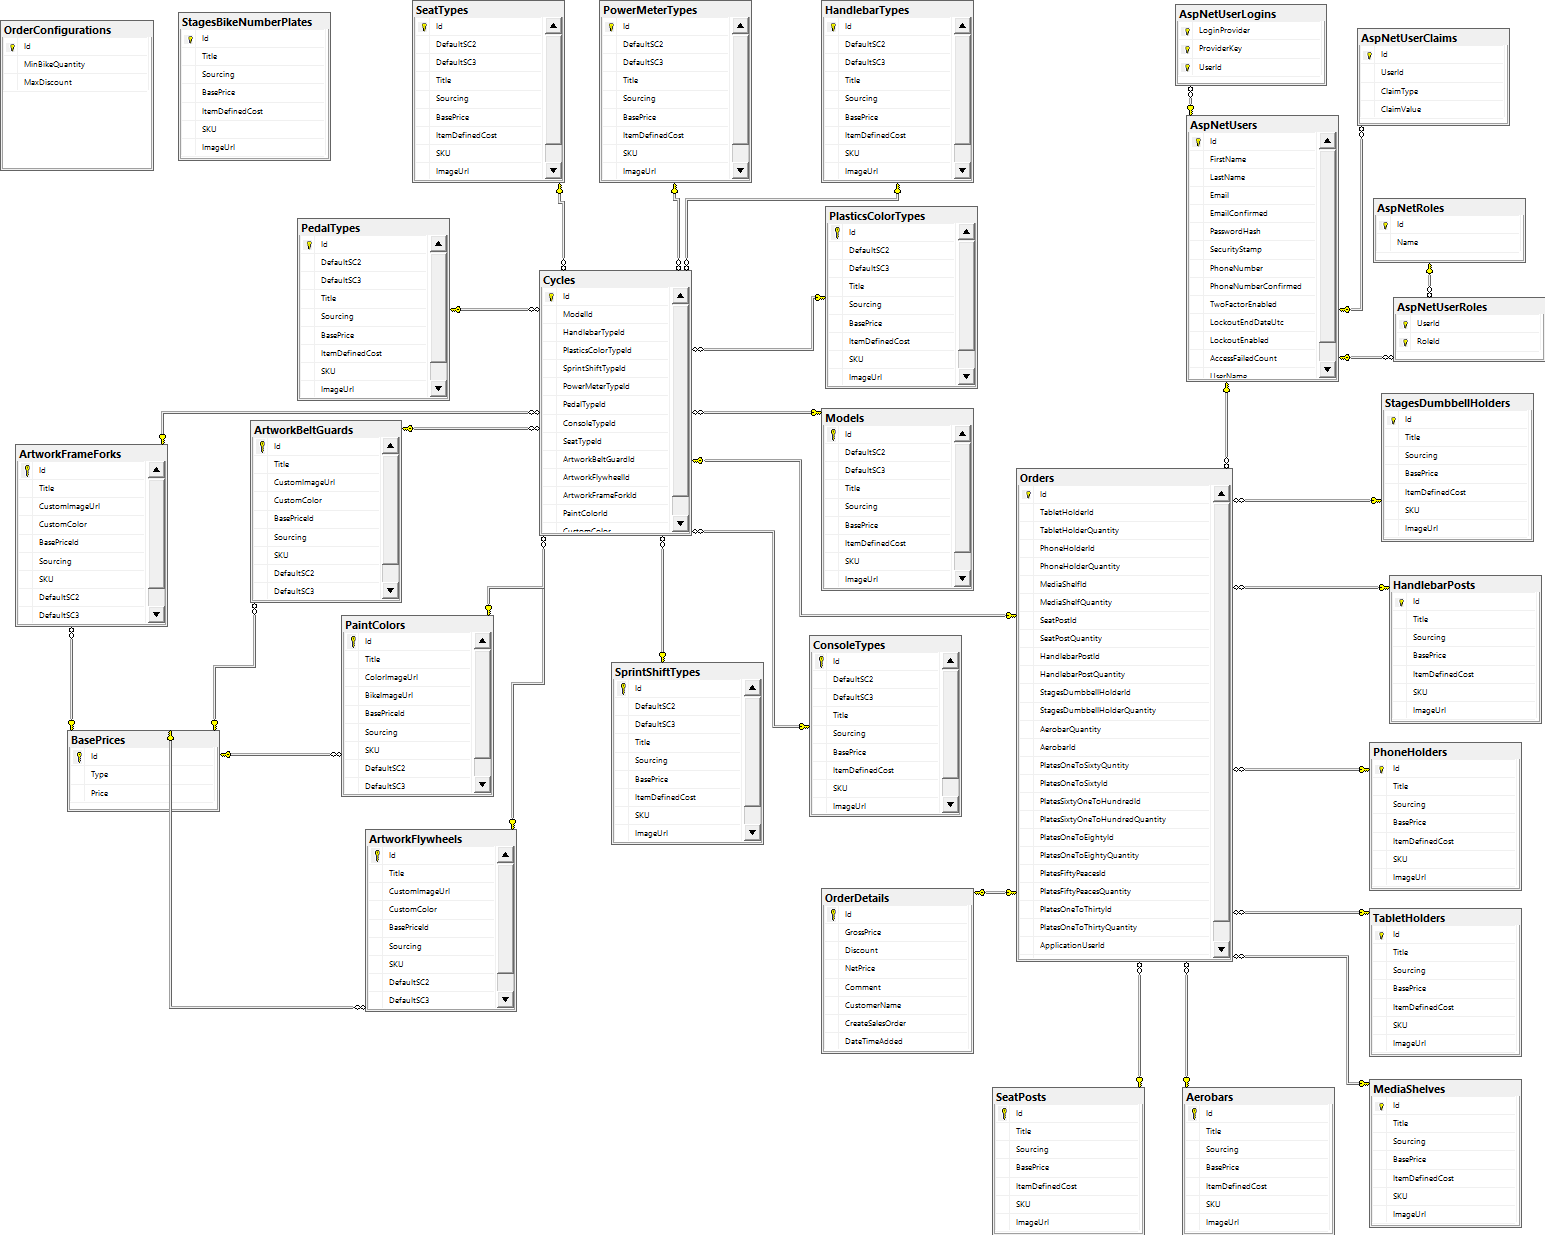 OrderConfigurations
Id
MinBikeQuantity
MaxDiscount
StagesBikeNumberPlates
Id
Title
Sourcing
BasePrice
ItemDefinedCost
SKU
ImageUrl
SeatTypes
Id
DefaultSC2
DefaultSC3
Title
Sourcing
BasePrice
ItemDefinedCost
SKU
ImageUrl
PowerMeterTypes
Id
DefaultSC2
DefaultSC3
Title
Sourcing
BasePrice
ItemDefinedCost
SKU
ImageUrl
HandlebarTypes
Id
DefaultSC2
DefaultSC3
Title
Sourcing
BasePrice
ItemDefinedCost
SKU
ImageUrl
AspNetUserLogins
LoginProvider
ProviderKey
UserId
AspNetUserClaims
Id
UserId
ClaimType
ClaimValue
AspNetUsers
Id
FirstName
LastName
Email
EmailConfirmed
PasswordHash
SecurityStamp
PhoneNumber
PhoneNumberConfirmed
TwoFactorEnabled
LockoutEndDateUtc
LockoutEnabled
AccessFailedCount
UserName
AspNetRoles
Id
Name
AspNetUserRoles
UserId
RoleId
PedalTypes
Id
DefaultSC2
DefaultSC3
Title
Sourcing
BasePrice
ItemDefinedCost
SKU
ImageUrl
Cycles
Id
ModelId
HandlebarTypeId
PlasticsColorTypeId
SprintShiftTypeId
PowerMeterTypeId
PedalTypeId
ConsoleTypeId
SeatTypeId
ArtworkBeltGuardId
ArtworkFlywheelId
ArtworkFrameForkId
PaintColorId
CustomColor
PlasticsColorTypes
Id
DefaultSC2
DefaultSC3
Title
Sourcing
BasePrice
ItemDefinedCost
SKU
ImageUrl
Models
Id
DefaultSC2
DefaultSC3
Title
Sourcing
BasePrice
ItemDefinedCost
SKU
ImageUrl
ArtworkFrameForks
Id
Title
CustomImageUrl
CustomColor
BasePriceId
Sourcing
SKU
DefaultSC2
DefaultSC3
ArtworkBeltGuards
Id
Title
CustomImageUrl
CustomColor
BasePriceId
Sourcing
SKU
DefaultSC2
DefaultSC3
PaintColors
Id
Title
ColorImageUrl
BikeImageUrl
BasePriceId
Sourcing
SKU
DefaultSC2
DefaultSC3
BasePrices
Id
Type
Price
ArtworkFlywheels
Id
Title
CustomImageUrl
CustomColor
BasePriceId
Sourcing
SKU
DefaultSC2
DefaultSC3
SprintShiftTypes
Id
DefaultSC2
DefaultSC3
Title
Sourcing
BasePrice
ItemDefinedCost
SKU
ImageUrl
ConsoleTypes
Id
DefaultSC2
DefaultSC3
Title
Sourcing
BasePrice
ItemDefinedCost
SKU
ImageUrl
OrderDetails
Id
GrossPrice
Discount
NetPrice
Comment
CustomerName
CreateSalesOrder
DateTimeAdded
Orders
Id
TabletHolderId
TabletHolderQuantity
PhoneHolderId
PhoneHolderQuantity
MediaShelfId
MediaShelfQuantity
SeatPostId
SeatPostQuantity
HandlebarPostId
HandlebarPostQuantity
StagesDumbbellHolderId
StagesDumbbellHolderQuantity
AerobarQuantity
AerobarId
PlatesOneToSixtyQuntity
PlatesOneToSixtyId
PlatesSixtyOneToHundredId
PlatesSixtyOneToHundredQuantity
PlatesOneToEightyId
PlatesOneToEightyQuantity
PlatesFiftyPeacesId
PlatesFiftyPeacesQuantity
PlatesOneToThirtyId
PlatesOneToThirtyQuantity
ApplicationUserId
StagesDumbbellHolders
Id
Title
Sourcing
BasePrice
ItemDefinedCost
SKU
ImageUrl
HandlebarPosts
Id
Title
Sourcing
BasePrice
ItemDefinedCost
SKU
ImageUrl
PhoneHolders
Id
Title
Sourcing
BasePrice
ItemDefinedCost
SKU
ImageUrl
TabletHolders
Id
Title
Sourcing
BasePrice
ItemDefinedCost
SKU
ImageUrl
MediaShelves
Id
Title
Sourcing
BasePrice
ItemDefinedCost
SKU
ImageUrl
SeatPosts
Id
Title
Sourcing
BasePrice
ItemDefinedCost
SKU
ImageUrl
Aerobars
Id
Title
Sourcing
BasePrice
ItemDefinedCost
SKU
ImageUrl